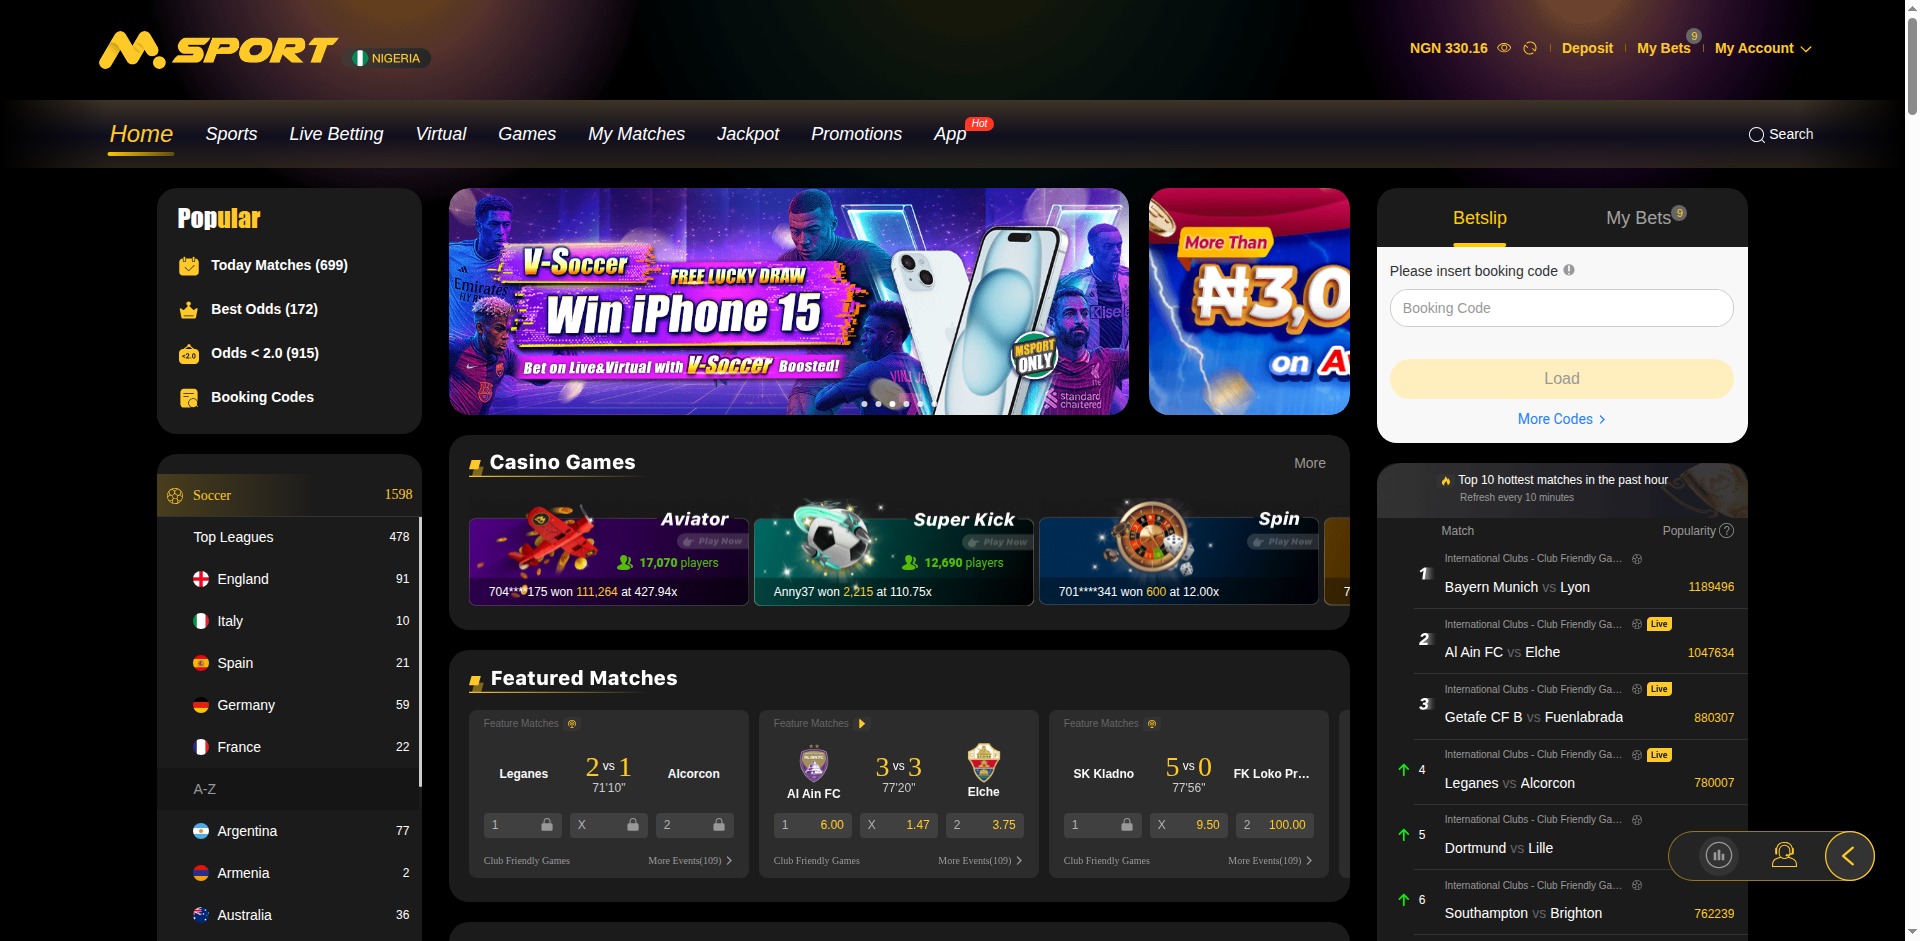 M.SPORT
NIGERIA
NGN 330.16
Deposit
My Bets
9
My Account
Home
Sports
Live Betting
Virtual
Games
My Matches
Jackpot
Promotions
App
Hot
Search
Popular
Today Matches (699)
Best Odds (172)
<2.0
Odds < 2.0 (915)
Booking Codes
Soccer
1598
Top Leagues
478
England
91
Italy
10
Spain
21
Germany
59
France
22
A-Z
Argentina
77
Armenia
2
Australia
36
V-Soccer
FREE LUCKY DRAW
Win iPhone 15
Bet on Live&Virtual with V-Soccer Boosted!
MSPORT
ONLY
Emirates
Standard
chartered
More Than
₦3,0
on A
Casino Games
More
Aviator
Play Now
17,070 players
704****175 won 111,264 at 427.94x
Super Kick
Play Now
12,690 players
Anny37 won 2,215 at 110.75x
Spin
Play Now
701****341 won 600 at 12.00x
7
Featured Matches
Feature Matches
Leganes
2 vs 1
71'10"
Alcorcon
1
X
2
Club Friendly Games
More Events(109)
Feature Matches
Al Ain FC
3 vs 3
77'20"
Elche
1 6.00
X 1.47
2 3.75
Club Friendly Games
More Events(109)
Feature Matches
SK Kladno
5 vs 0
77'56"
FK Loko Pr...
1
X 9.50
2 100.00
Club Friendly Games
More Events(109)
Betslip
My Bets
9
Please insert booking code
Booking Code
Load
More Codes
Top 10 hottest matches in the past hour
Refresh every 10 minutes
Match
Popularity
?
1
International Clubs - Club Friendly Ga...
Bayern Munich vs Lyon
1189496
2
International Clubs - Club Friendly Ga...
Live
Al Ain FC vs Elche
1047634
3
International Clubs - Club Friendly Ga...
Live
Getafe CF B vs Fuenlabrada
880307
4
International Clubs - Club Friendly Ga...
Live
Leganes vs Alcorcon
780007
5
International Clubs - Club Friendly Ga...
Dortmund vs Lille
6
International Clubs - Club Friendly Ga...
Southampton vs Brighton
762239